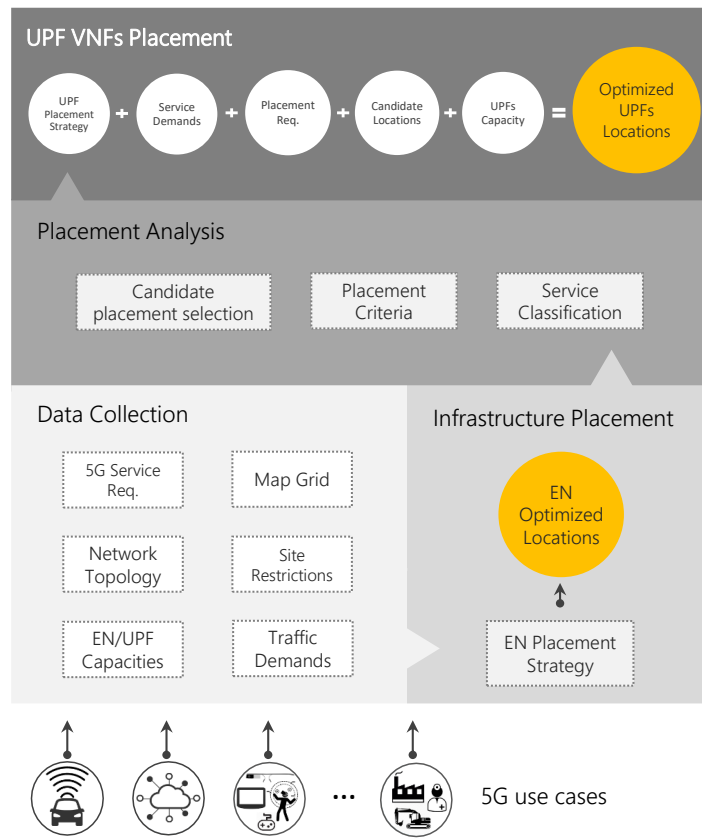 UPF VNFs Placement
UPF
Placement
Strategy
+
Service
Demands
+
Placement
Req.
+
Candidate
Locations
+
UPFs
Capacity
=
Optimized
UPFs
Locations
Placement Analysis
Candidate
placement selection
Placement
Criteria
Service
Classification
Data Collection
5G Service
Req.
Map Grid
Network
Topology
Site
Restrictions
EN/UPF
Capacities
Traffic
Demands
Infrastructure Placement
EN
Optimized
Locations
EN Placement
Strategy
...
5G use cases